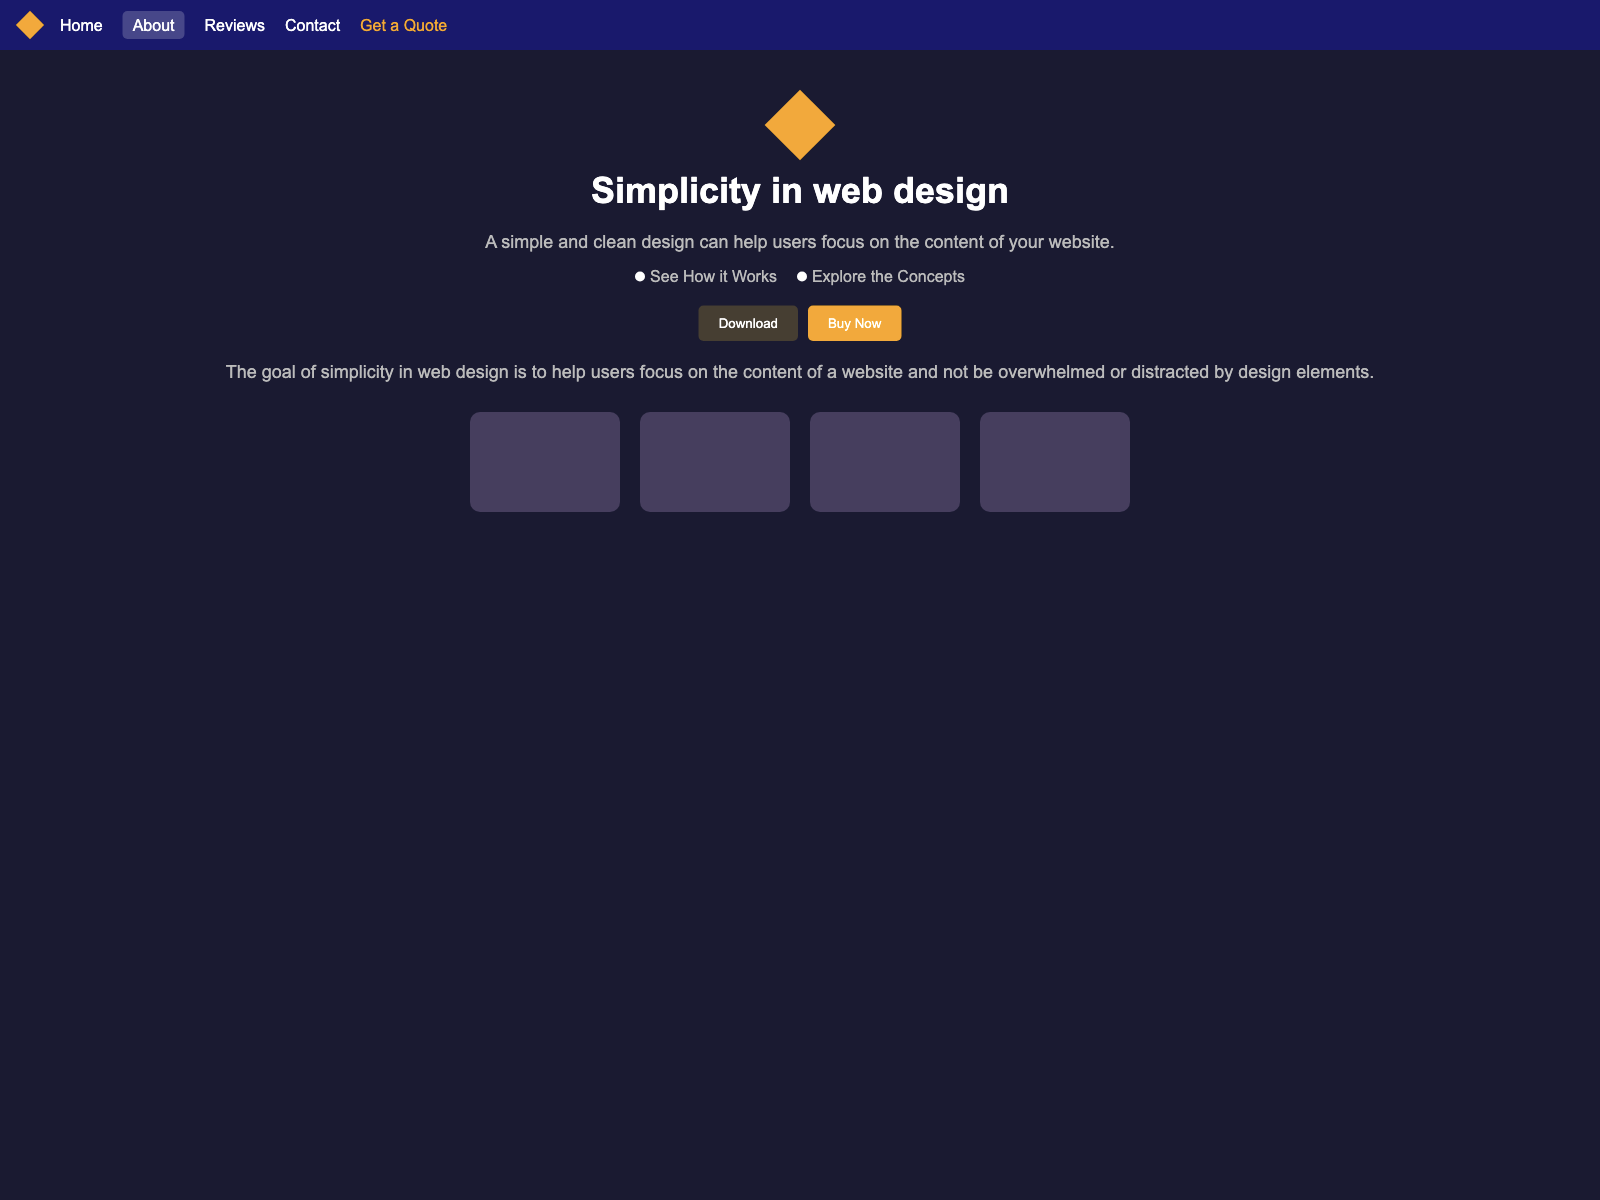 Home About Reviews Contact Get a Quote
Simplicity in web design
A simple and clean design can help users focus on the content of your website.
See How it Works Explore the Concepts
Download Buy Now
The goal of simplicity in web design is to help users focus on the content of a website and not be overwhelmed or distracted by design elements.